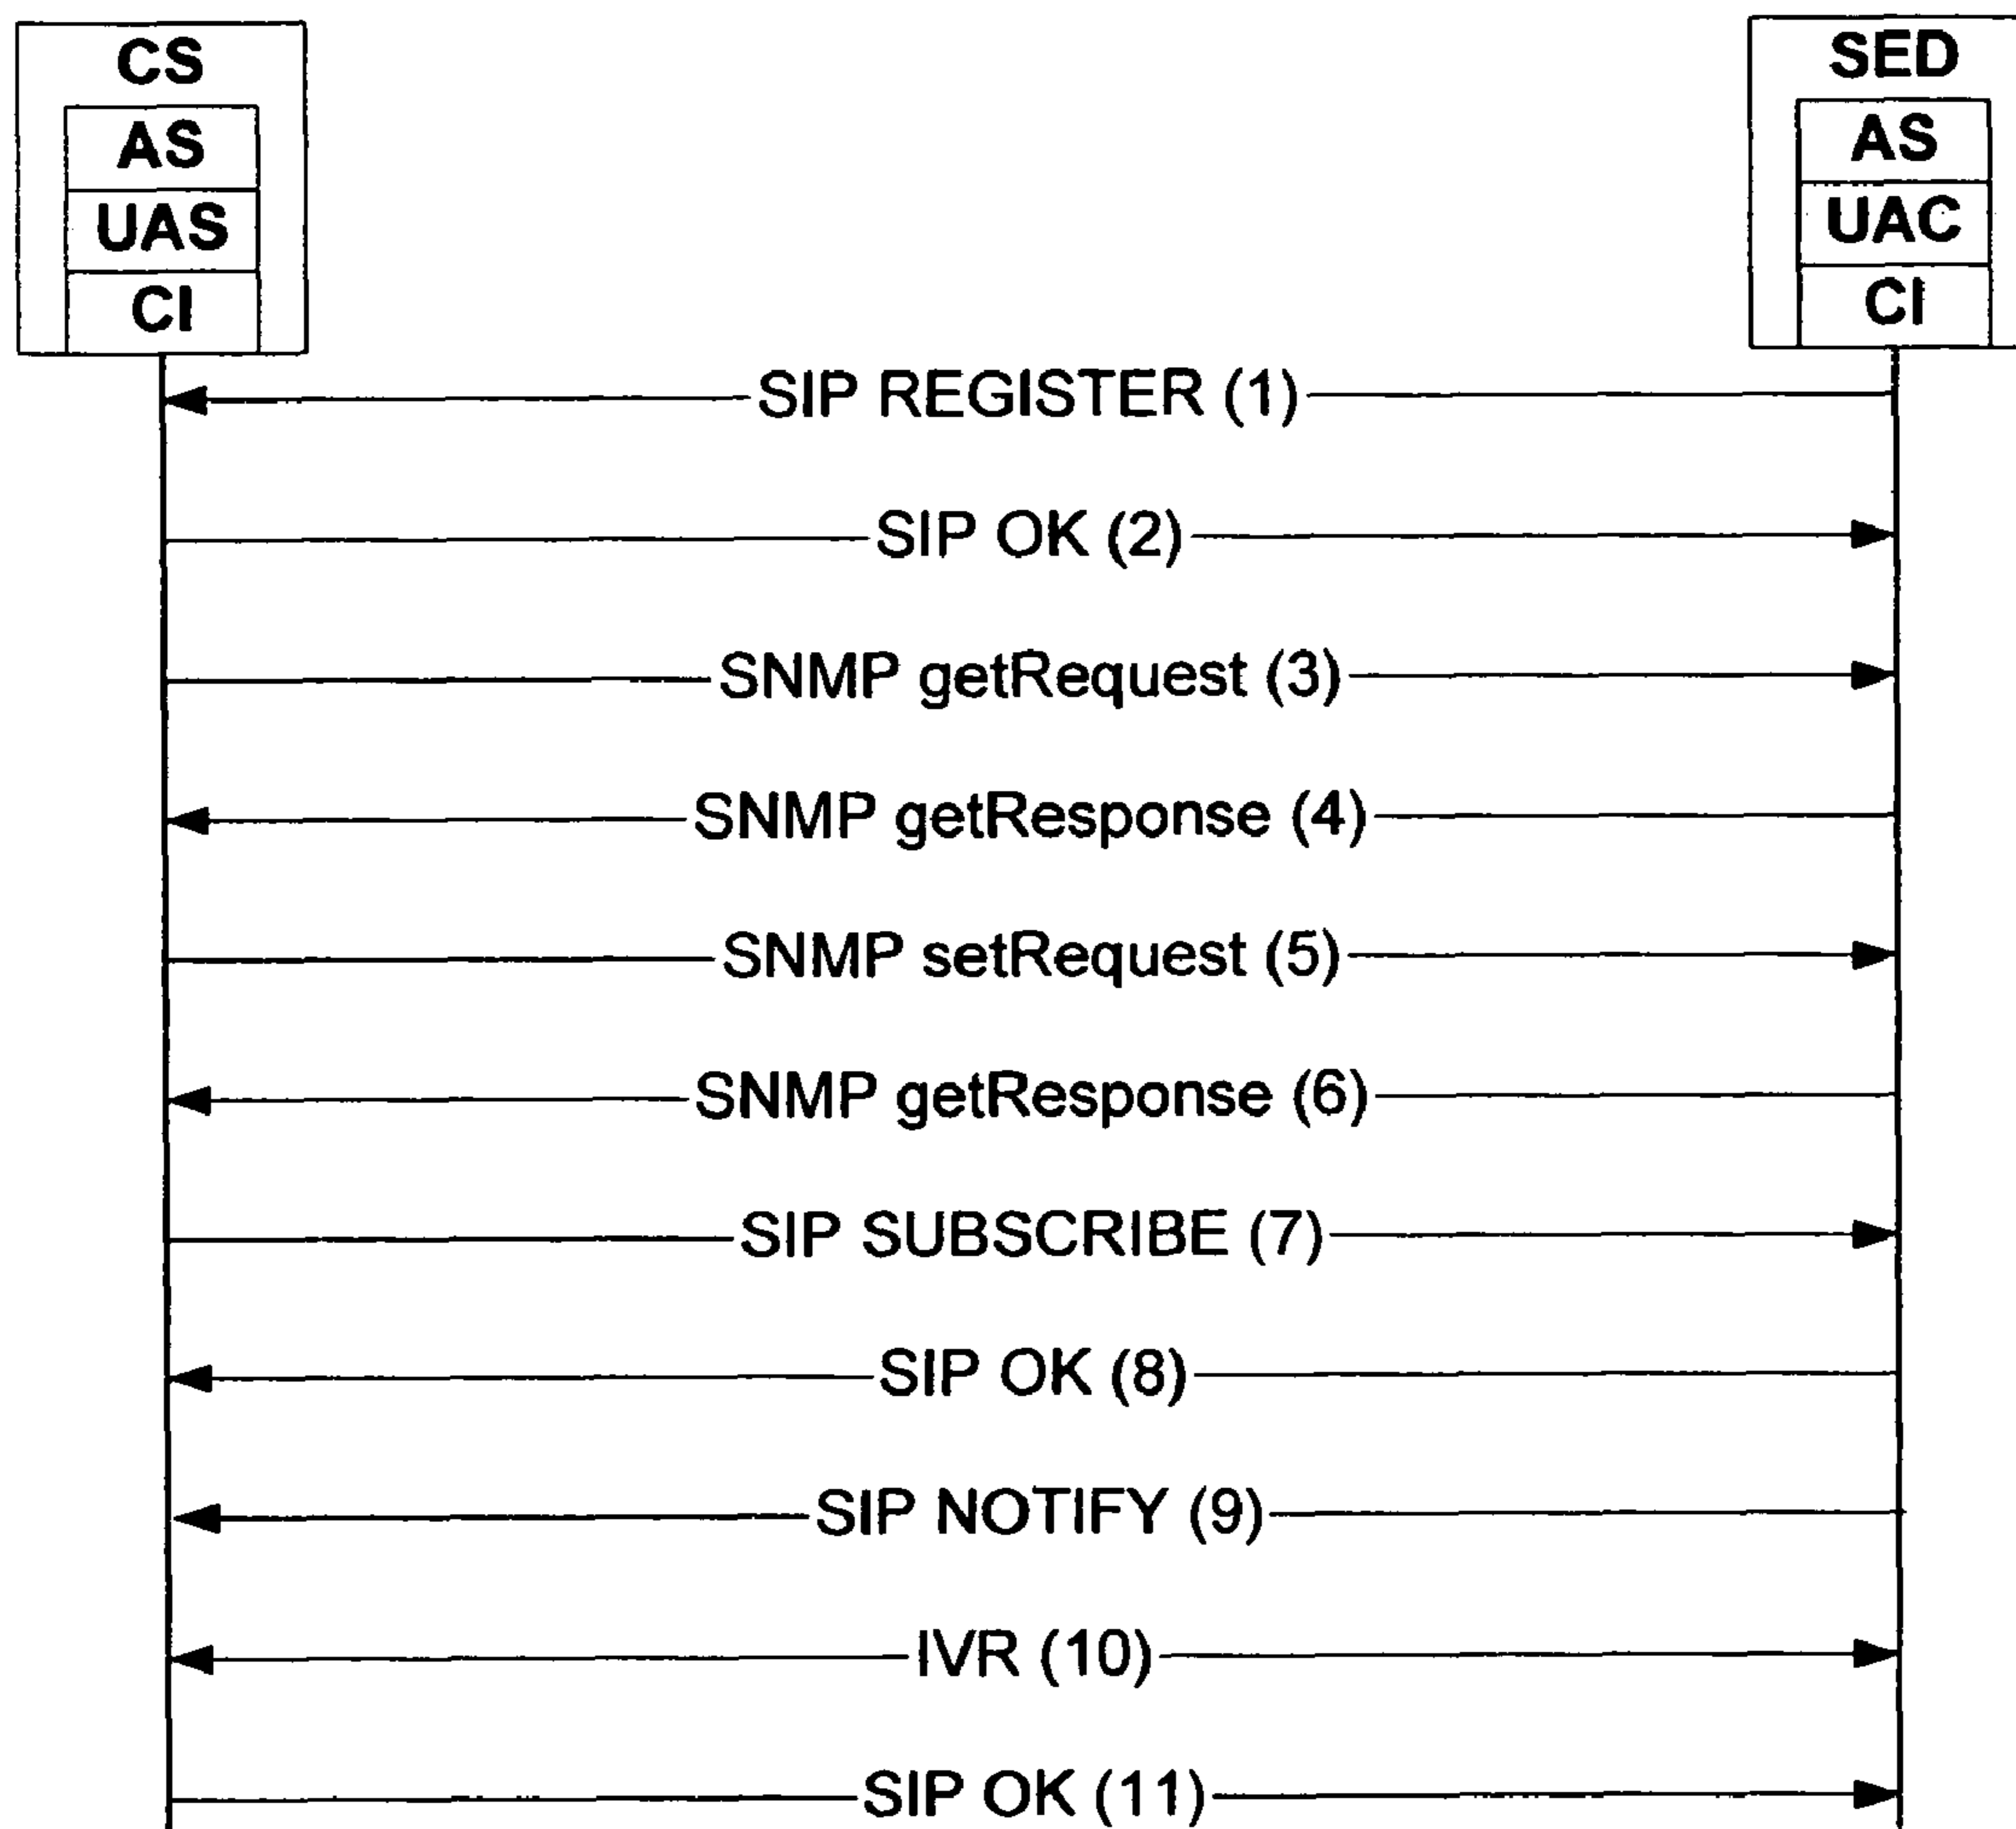 CS
AS
UAS
CI
SED
AS
UAC
CI
SIP REGISTER (1)
SIP OK (2)
SNMP getRequest (3)
SNMP getResponse (4)
SNMP setRequest (5)
SNMP getResponse (6)
SIP SUBSCRIBE (7)
SIP OK (8)
SIP NOTIFY (9)
IVR (10)
SIP OK (11)